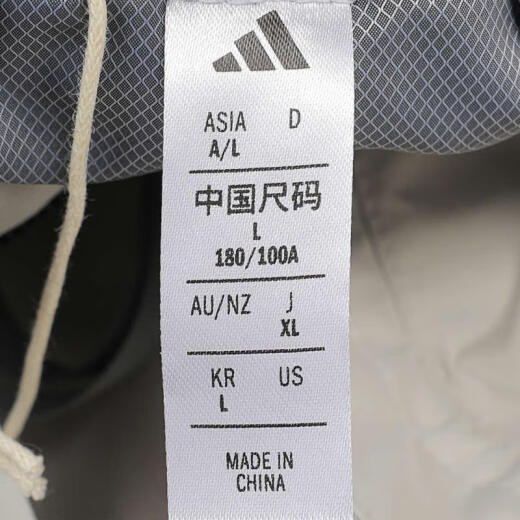 ASIA D
A/L
中国尺码
L
180/100A
AU/NZ J
XL
KR US
L
MADE IN
CHINA